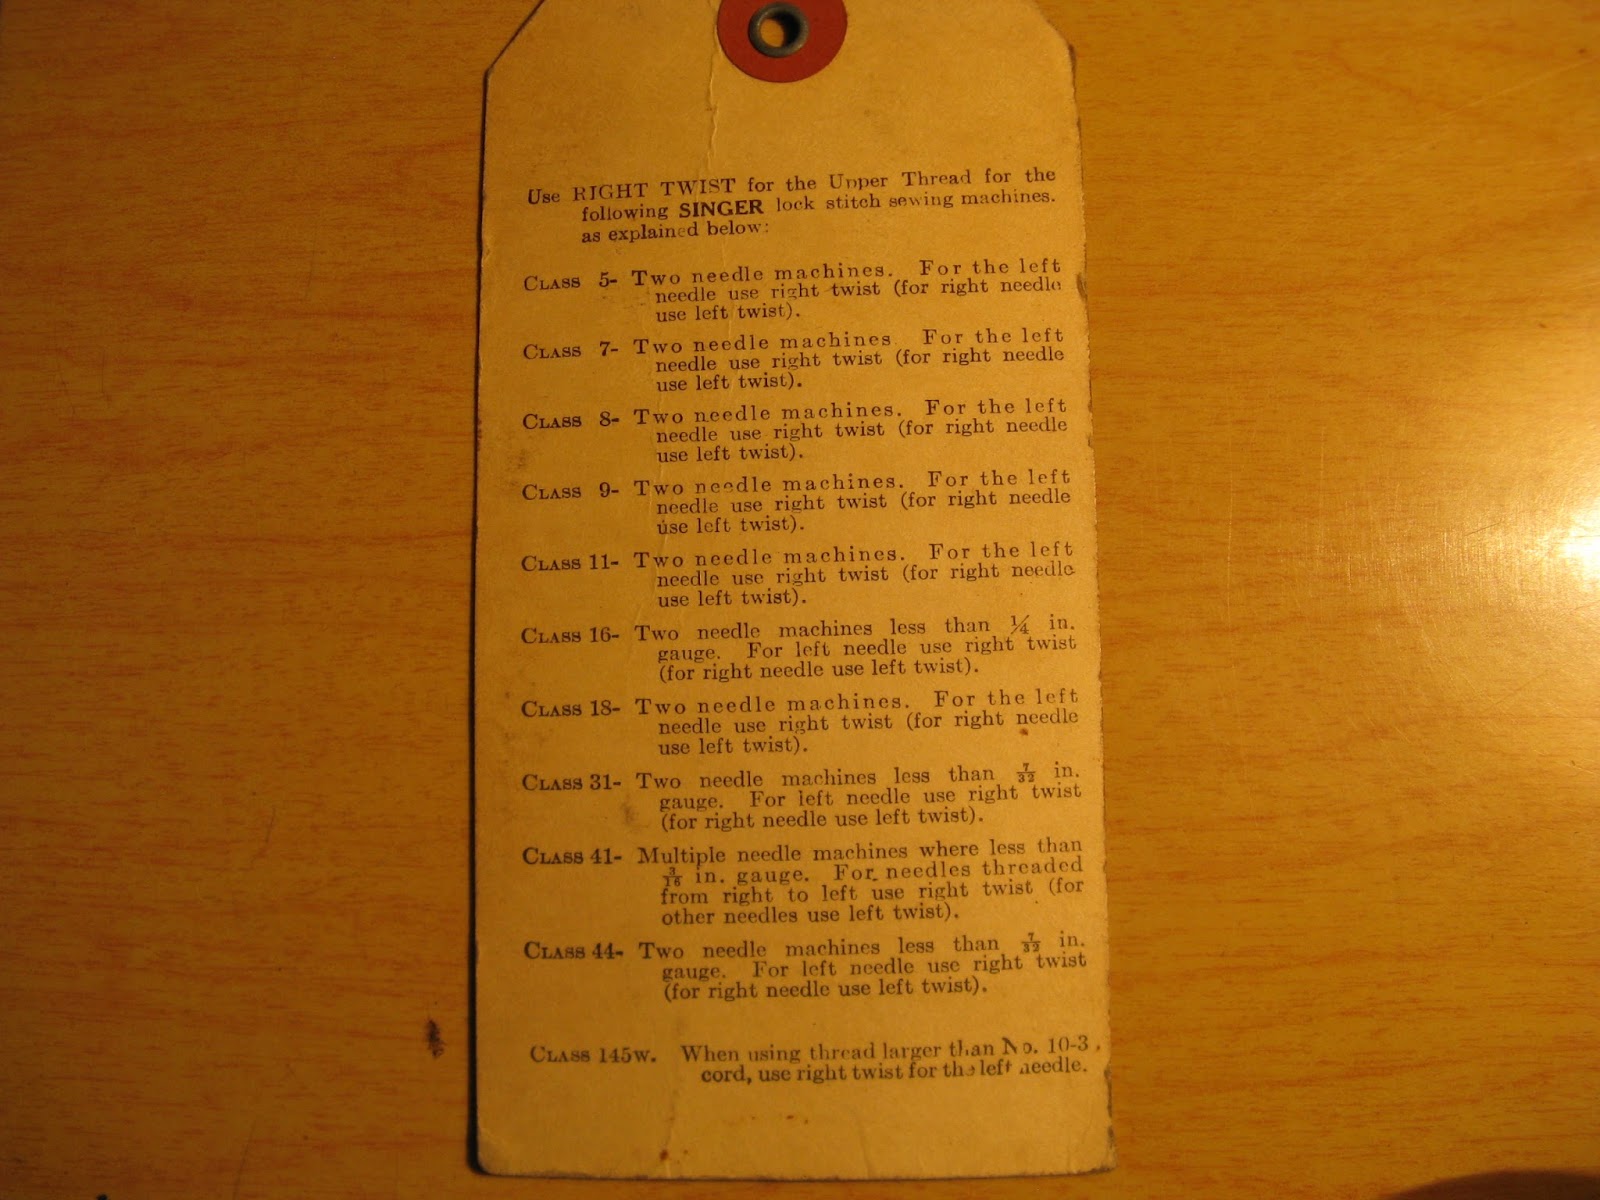 Use RIGHT TWIST for the Upper Thread for the
following SINGER lock stitch sewing machines.
as explained below:
CLASS 5- Two needle machines. For the left
needle use right twist (for right needle
use left twist).
CLASS 7- Two needle machines. For the left
needle use right twist (for right needle
use left twist).
CLASS 8- Two needle machines. For the left
needle use right twist (for right needle
use left twist).
CLASS 9- Two needle machines. For the left
needle use right twist (for right needle
use left twist).
CLASS 11- Two needle machines. For the left
needle use right twist (for right needle
use left twist).
CLASS 16- Two needle machines less than 1/4 in.
gauge. For left needle use right twist
(for right needle use left twist).
CLASS 18- Two needle machines. For the left
needle use right twist (for right needle
use left twist).
CLASS 31- Two needle machines less than 7/32 in.
gauge. For left needle use right twist
(for right needle use left twist).
CLASS 41- Multiple needle machines where less than
3/16 in. gauge. For needles threaded
from right to left use right twist (for
other needles use left twist).
CLASS 44- Two needle machines less than 7/32 in.
gauge. For left needle use right twist
(for right needle use left twist).
CLASS 145W. When using thread larger than No. 10-3
cord, use right twist for the left needle.